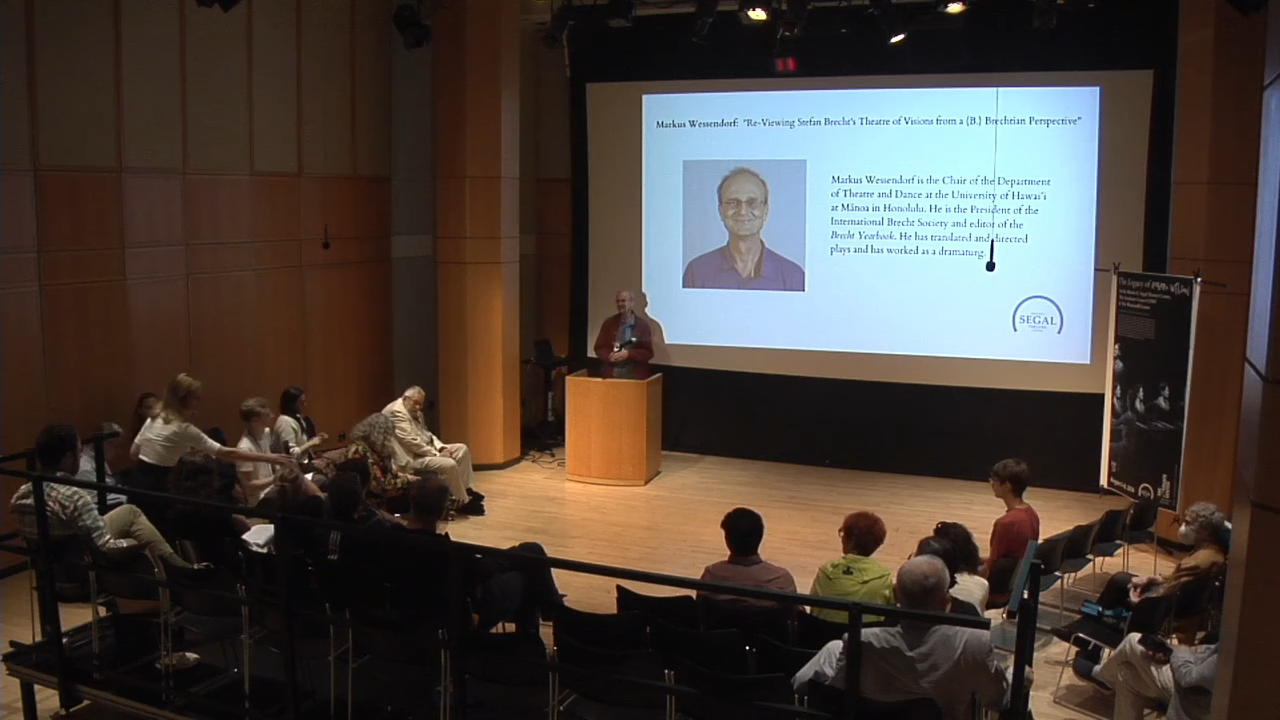 Markus Wessendorf: "Re-Viewing Stefan Brecht's Theatre of Visions from a (B.) Brechtian Perspective"
Markus Wessendorf is the Chair of the Department
of Theatre and Dance at the University of Hawai'i
at Mānoa in Honolulu. He is the President of the
International Brecht Society and editor of the
Brecht Yearbook. He has translated and directed
plays and has worked as a dramaturg.
SEGAL
The Legacy of